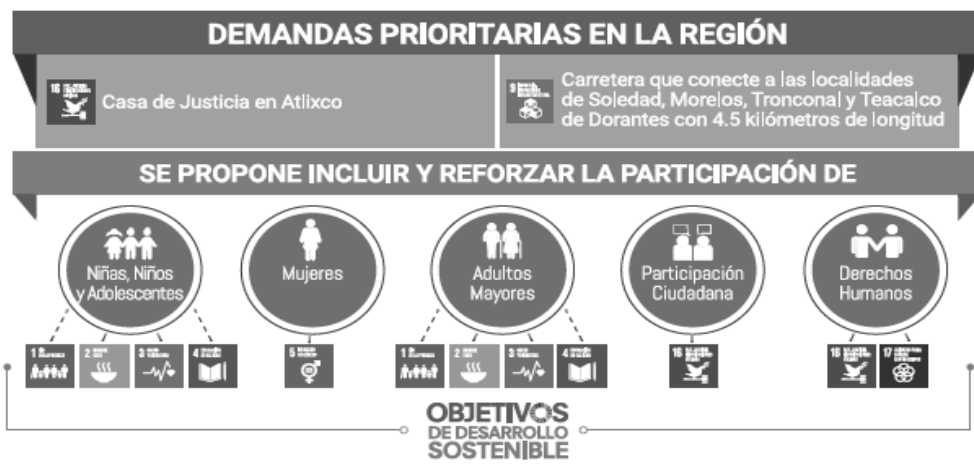 DEMANDAS PRIORITARIAS EN LA REGIÓN
16
Casa de Justicia en Atlixco
9
Carretera que conecte a las localidades
de Soledad, Morelos, Tronconal y Teacalco
de Dorantes con 4.5 kilómetros de longitud
SE PROPONE INCLUIR Y REFORZAR LA PARTICIPACIÓN DE
Niñas, Niños
y Adolescentes
Mujeres
Adultos
Mayores
Participación
Ciudadana
Derechos
Humanos
1 2 3 4
5
1 2 3 4
16
16 17
OBJETIVOS
DE DESARROLLO
SOSTENIBLE